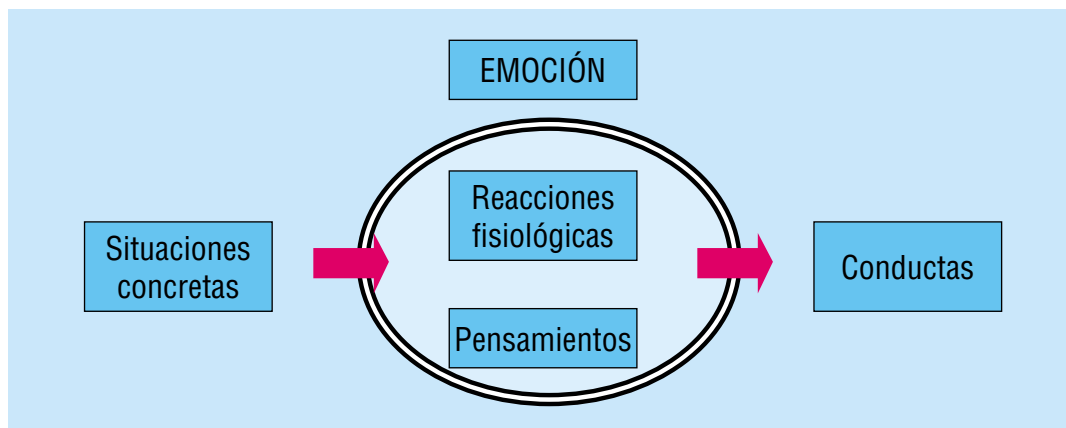 EMOCIÓN
Situaciones
concretas
Reacciones
fisiológicas
Pensamientos
Conductas